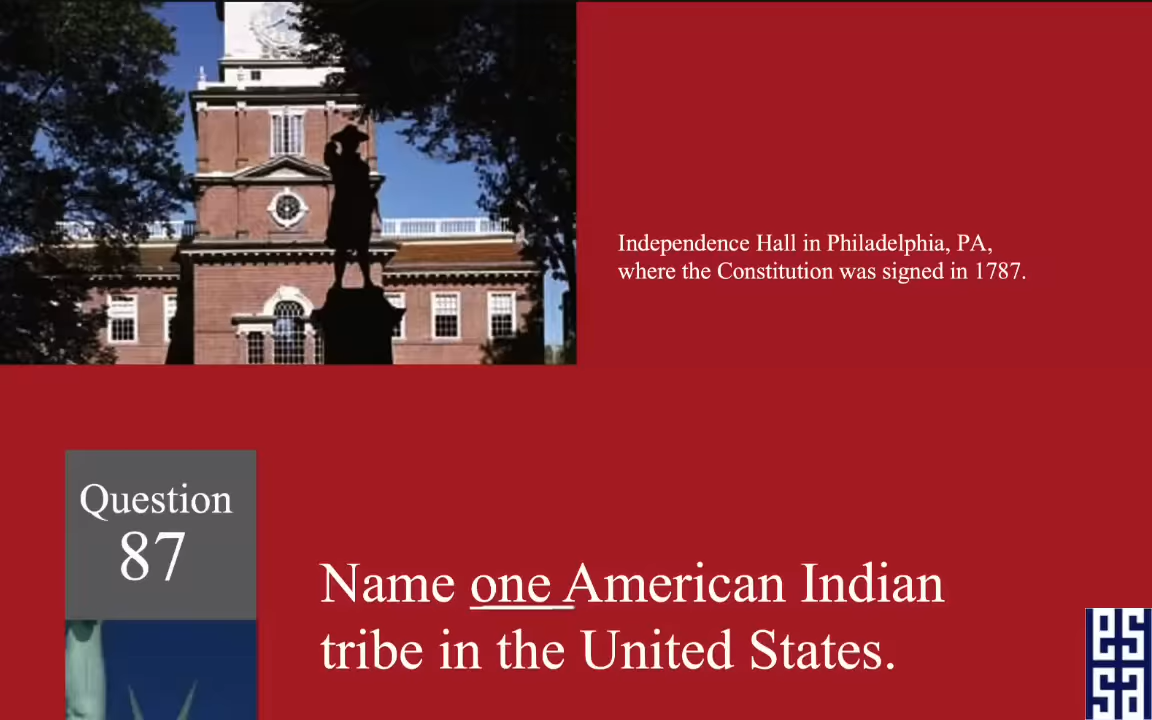 Independence Hall in Philadelphia, PA,
where the Constitution was signed in 1787.
Question
87
Name one American Indian
tribe in the United States.
essa